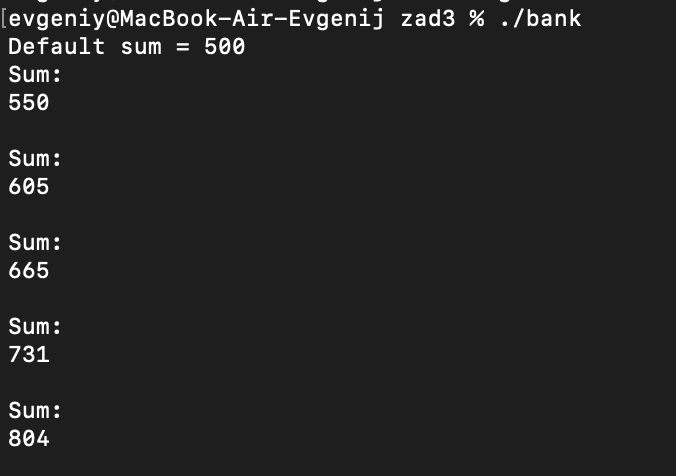 [evgeniy@MacBook-Air-Evgenij zad3 % ./bank
Default sum = 500
Sum:
550
Sum:
605
Sum:
665
Sum:
731
Sum:
804